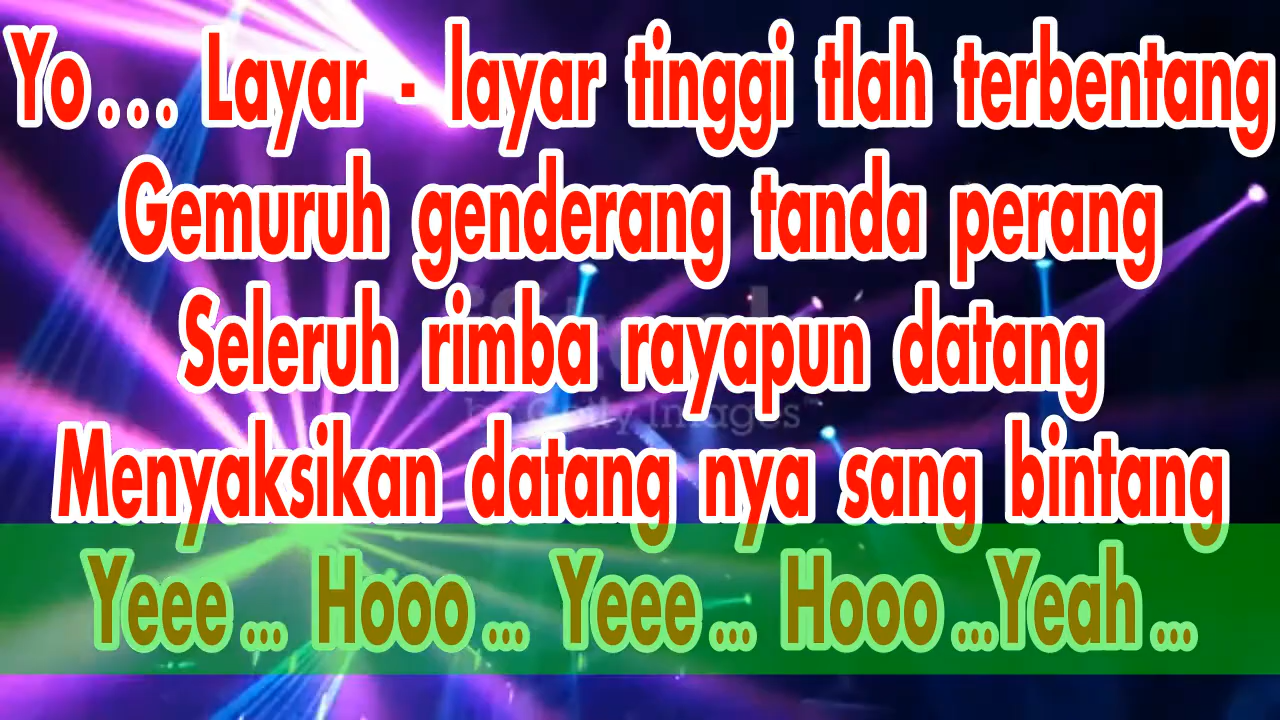 Yo... Layar - layar tinggi tlah terbentang
Gemuruh genderang tanda perang
Seleruh rimba rayapun datang
Menyaksikan datang nya sang bintang
Yeee... Hooo... Yeee... Hooo...Yeah...